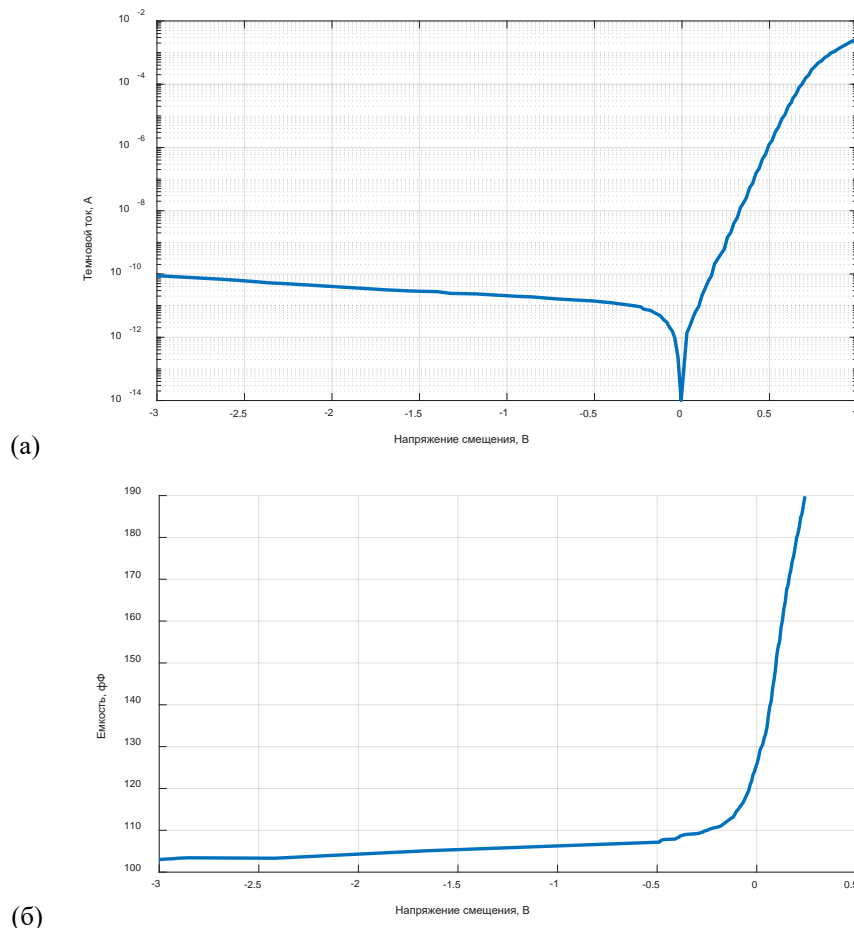 10 -2
10 -4
10 -6
10 -8
10 -10
10 -12
10 -14
Темновой ток, А
-3 -2.5 -2 -1.5 -1 -0.5 0 0.5 1
Напряжение смещения, В
(а)
190
180
170
160
150
140
130
120
110
100
Емкость, фФ
-3 -2.5 -2 -1.5 -1 -0.5 0 0.5
Напряжение смещения, В
(б)